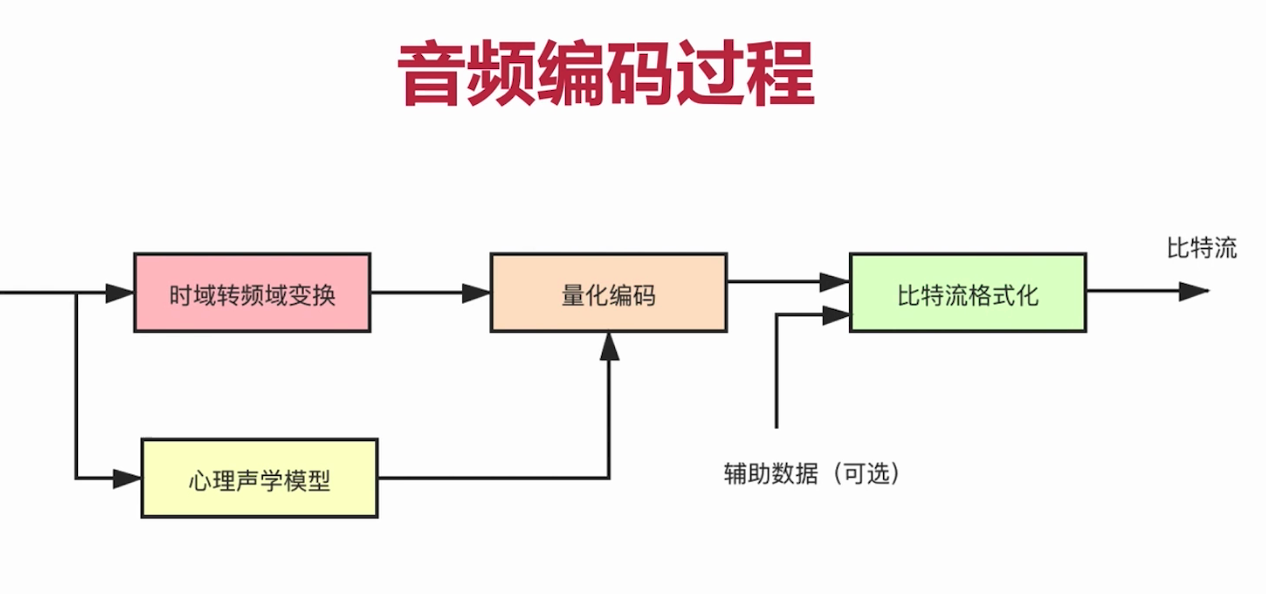 音频编码过程
比特流
时域转频域变换
量化编码
比特流格式化
心理声学模型
辅助数据（可选）